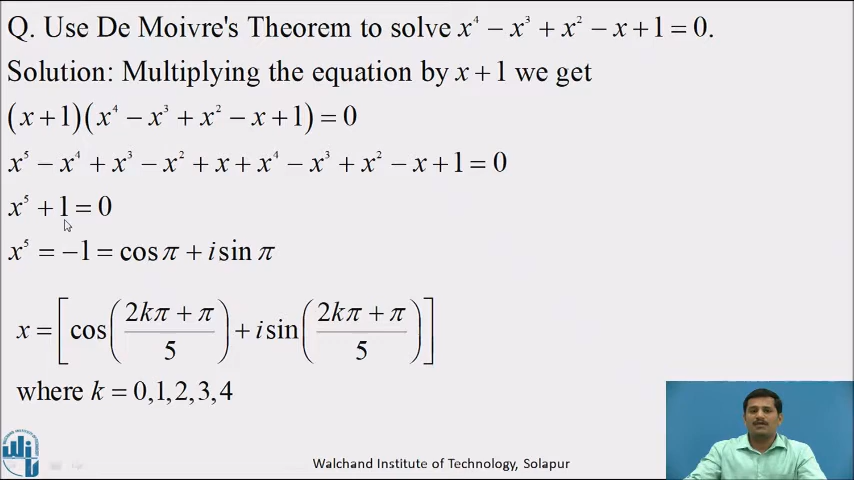 Q. Use De Moivre's Theorem to solve x⁴ − x³ + x² − x + 1 = 0.
Solution: Multiplying the equation by x + 1 we get
(x + 1)(x⁴ − x³ + x² − x + 1) = 0
x⁵ − x⁴ + x³ − x² + x + x⁴ − x³ + x² − x + 1 = 0
x⁵ + 1 = 0
x⁵ = −1 = cos π + i sin π
x = [cos((2kπ + π)/5) + i sin((2kπ + π)/5)]
where k = 0,1,2,3,4
Walchand Institute of Technology, Solapur